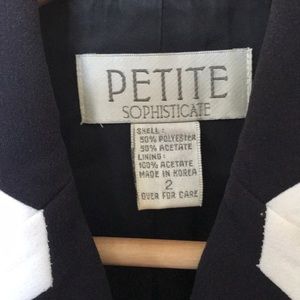 PETITE
SOPHISTICATE
SHELL:
50% POLYESTER
50% ACETATE
LINING:
100% ACETATE
MADE IN KOREA
2
OVER FOR CARE